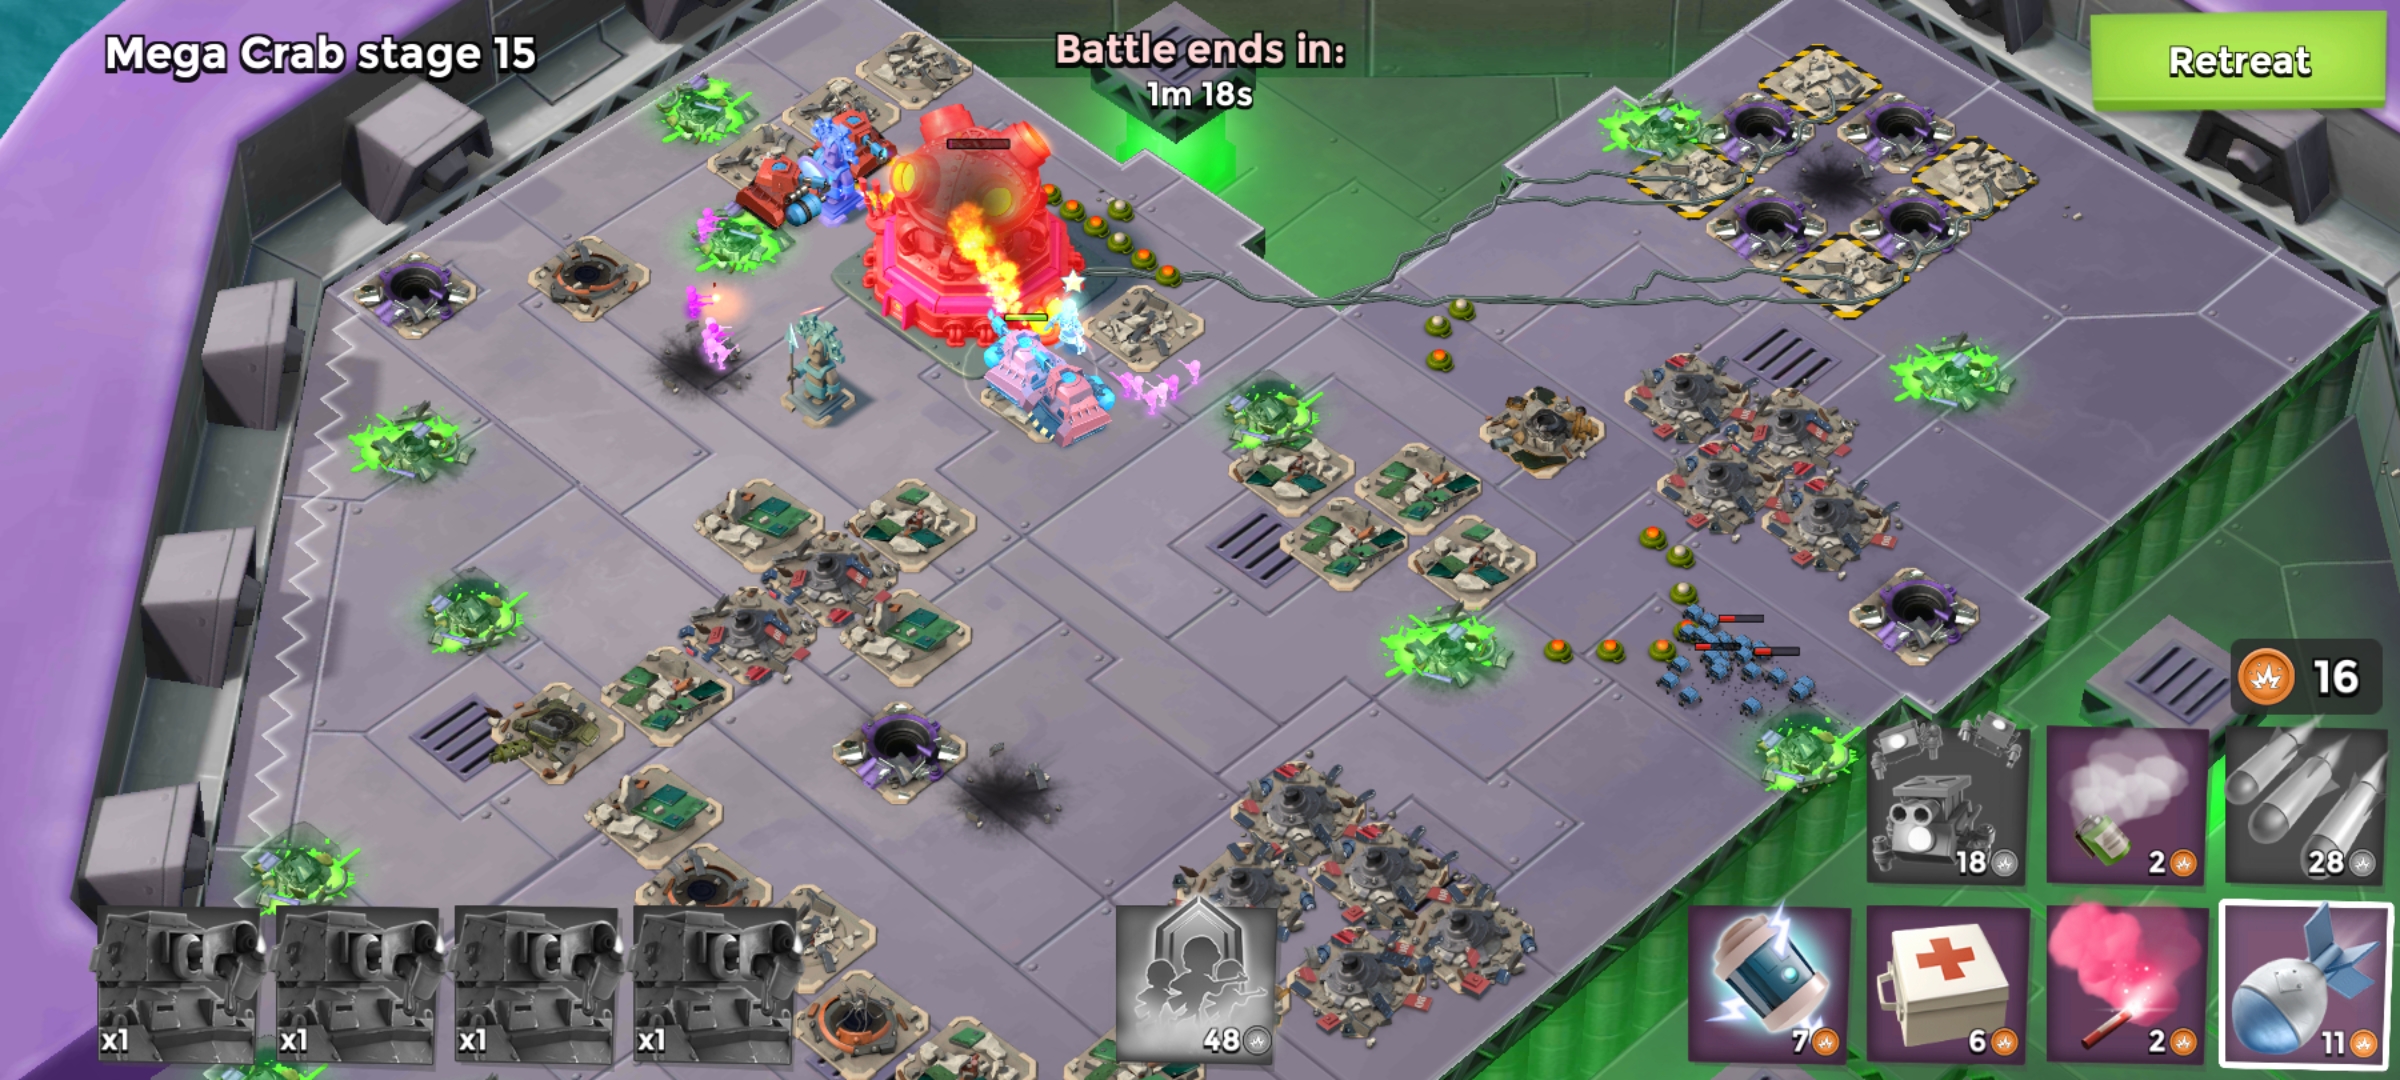 Mega Crab stage 15
Battle ends in:
1m 18s
Retreat
16
18
2
28
x1
x1
x1
x1
48
7
6
2
11